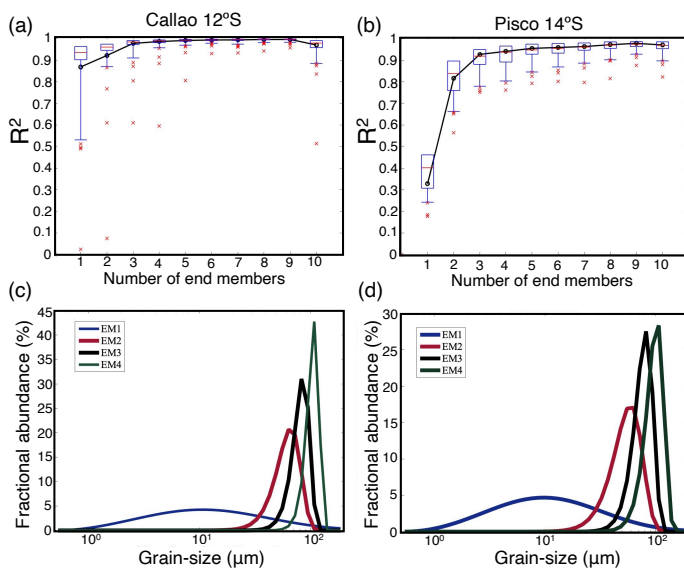 (a) Callao 12ºS
R²
1
0.9
0.8
0.7
0.6
0.5
0.4
0.3
0.2
0.1
0
1 2 3 4 5 6 7 8 9 10
Number of end members
(b) Pisco 14ºS
R²
1
0.9
0.8
0.7
0.6
0.5
0.4
0.3
0.2
0.1
0
1 2 3 4 5 6 7 8 9 10
Number of end members
(c)
Fractional abundance (%)
45
40
35
30
25
20
15
10
5
0
EM1
EM2
EM3
EM4
10⁰ 10¹ 10²
Grain-size (µm)
(d)
Fractional abundance (%)
30
25
20
15
10
5
0
EM1
EM2
EM3
EM4
10⁰ 10¹ 10²
Grain-size (µm)